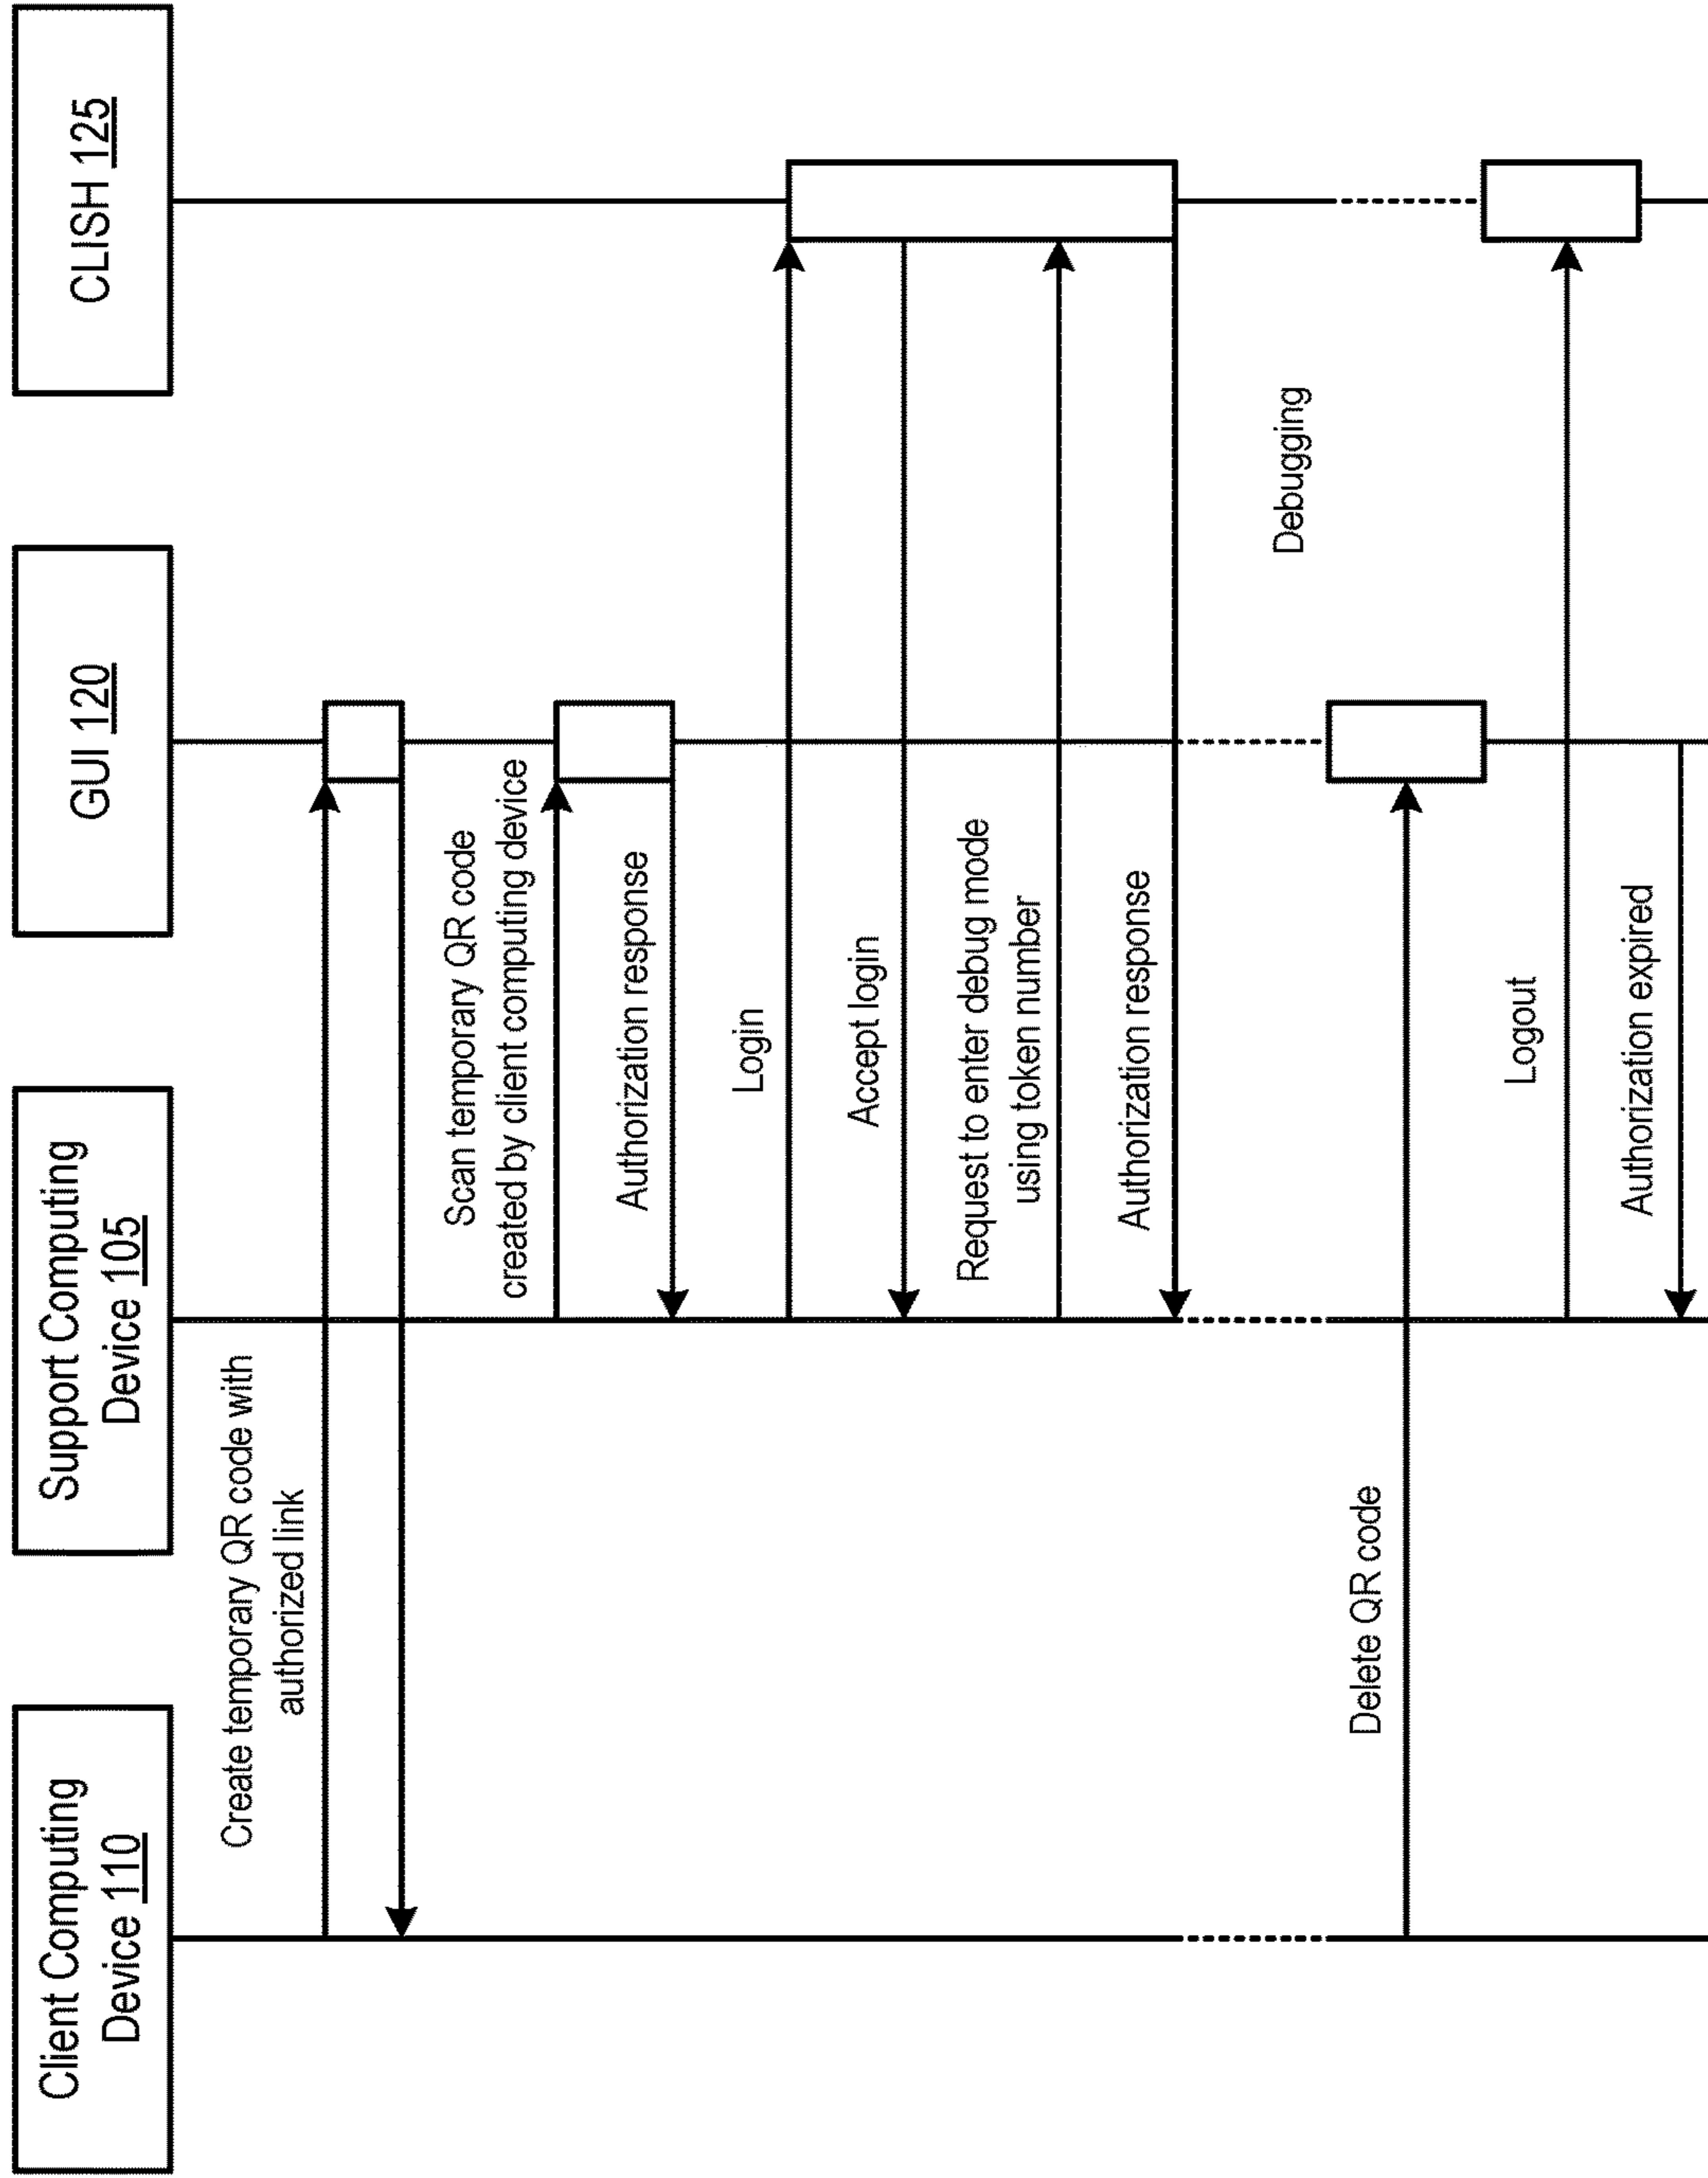 Client Computing
Device 110
Support Computing
Device 105
GUI 120
CLISH 125
Create temporary QR code with
authorized link
Scan temporary QR code
created by client computing device
Authorization response
Login
Accept login
Request to enter debug mode
using token number
Authorization response
Debugging
Delete QR code
Logout
Authorization expired